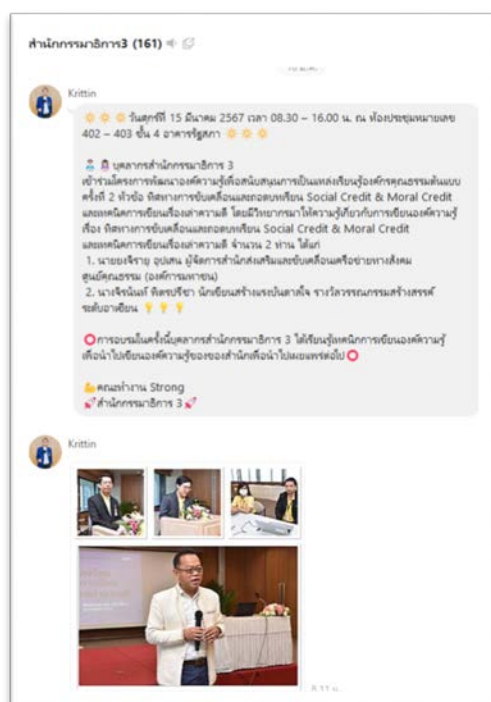 สำนักกรรมาธิการ3 (161)
Krittin
วันศุกร์ที่ 15 มีนาคม 2567 เวลา 08.30 – 16.00 น. ณ ห้องประชุมหมายเลข
402 – 403 ชั้น 4 อาคารรัฐสภา
บุคลากรสำนักกรรมาธิการ 3
เข้าร่วมโครงการพัฒนาองค์ความรู้เพื่อสนับสนุนการเป็นแหล่งเรียนรู้องค์กรคุณธรรมต้นแบบ
ครั้งที่ 2 หัวข้อ ทิศทางการขับเคลื่อนและถอดบทเรียน Social Credit & Moral Credit
และเทคนิคการเขียนเรื่องเล่าความดี โดยมีวิทยากรมาให้ความรู้เกี่ยวกับการเขียนองค์ความรู้
เรื่อง ทิศทางการขับเคลื่อนและถอดบทเรียน Social Credit & Moral Credit
และเทคนิคการเขียนเรื่องเล่าความดี จำนวน 2 ท่าน ได้แก่
1. นายยงจิรายุ อุปเสน ผู้จัดการสำนักส่งเสริมและขับเคลื่อนเครือข่ายทางสังคม
ศูนย์คุณธรรม (องค์การมหาชน)
2. นางจิรนันท์ พิตรปรีชา นักเขียนสร้างแรงบันดาลใจ รางวัลวรรณกรรมสร้างสรรค์
ระดับอาเซียน
การอบรมในครั้งนี้บุคลากรสำนักกรรมาธิการ 3 ได้เรียนรู้เทคนิคการเขียนองค์ความรู้
เพื่อนำไปเขียนองค์ความรู้ของของสำนักเพื่อนำไปเผยแพร่ต่อไป
คณะทำงาน Strong
สำนักกรรมาธิการ 3
Krittin